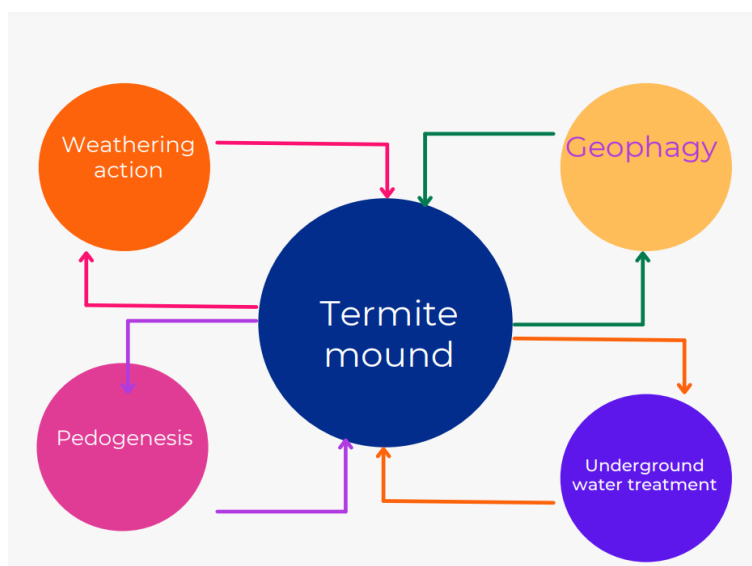 Weathering
action
Geophagy
Termite
mound
Pedogenesis
Underground
water treatment